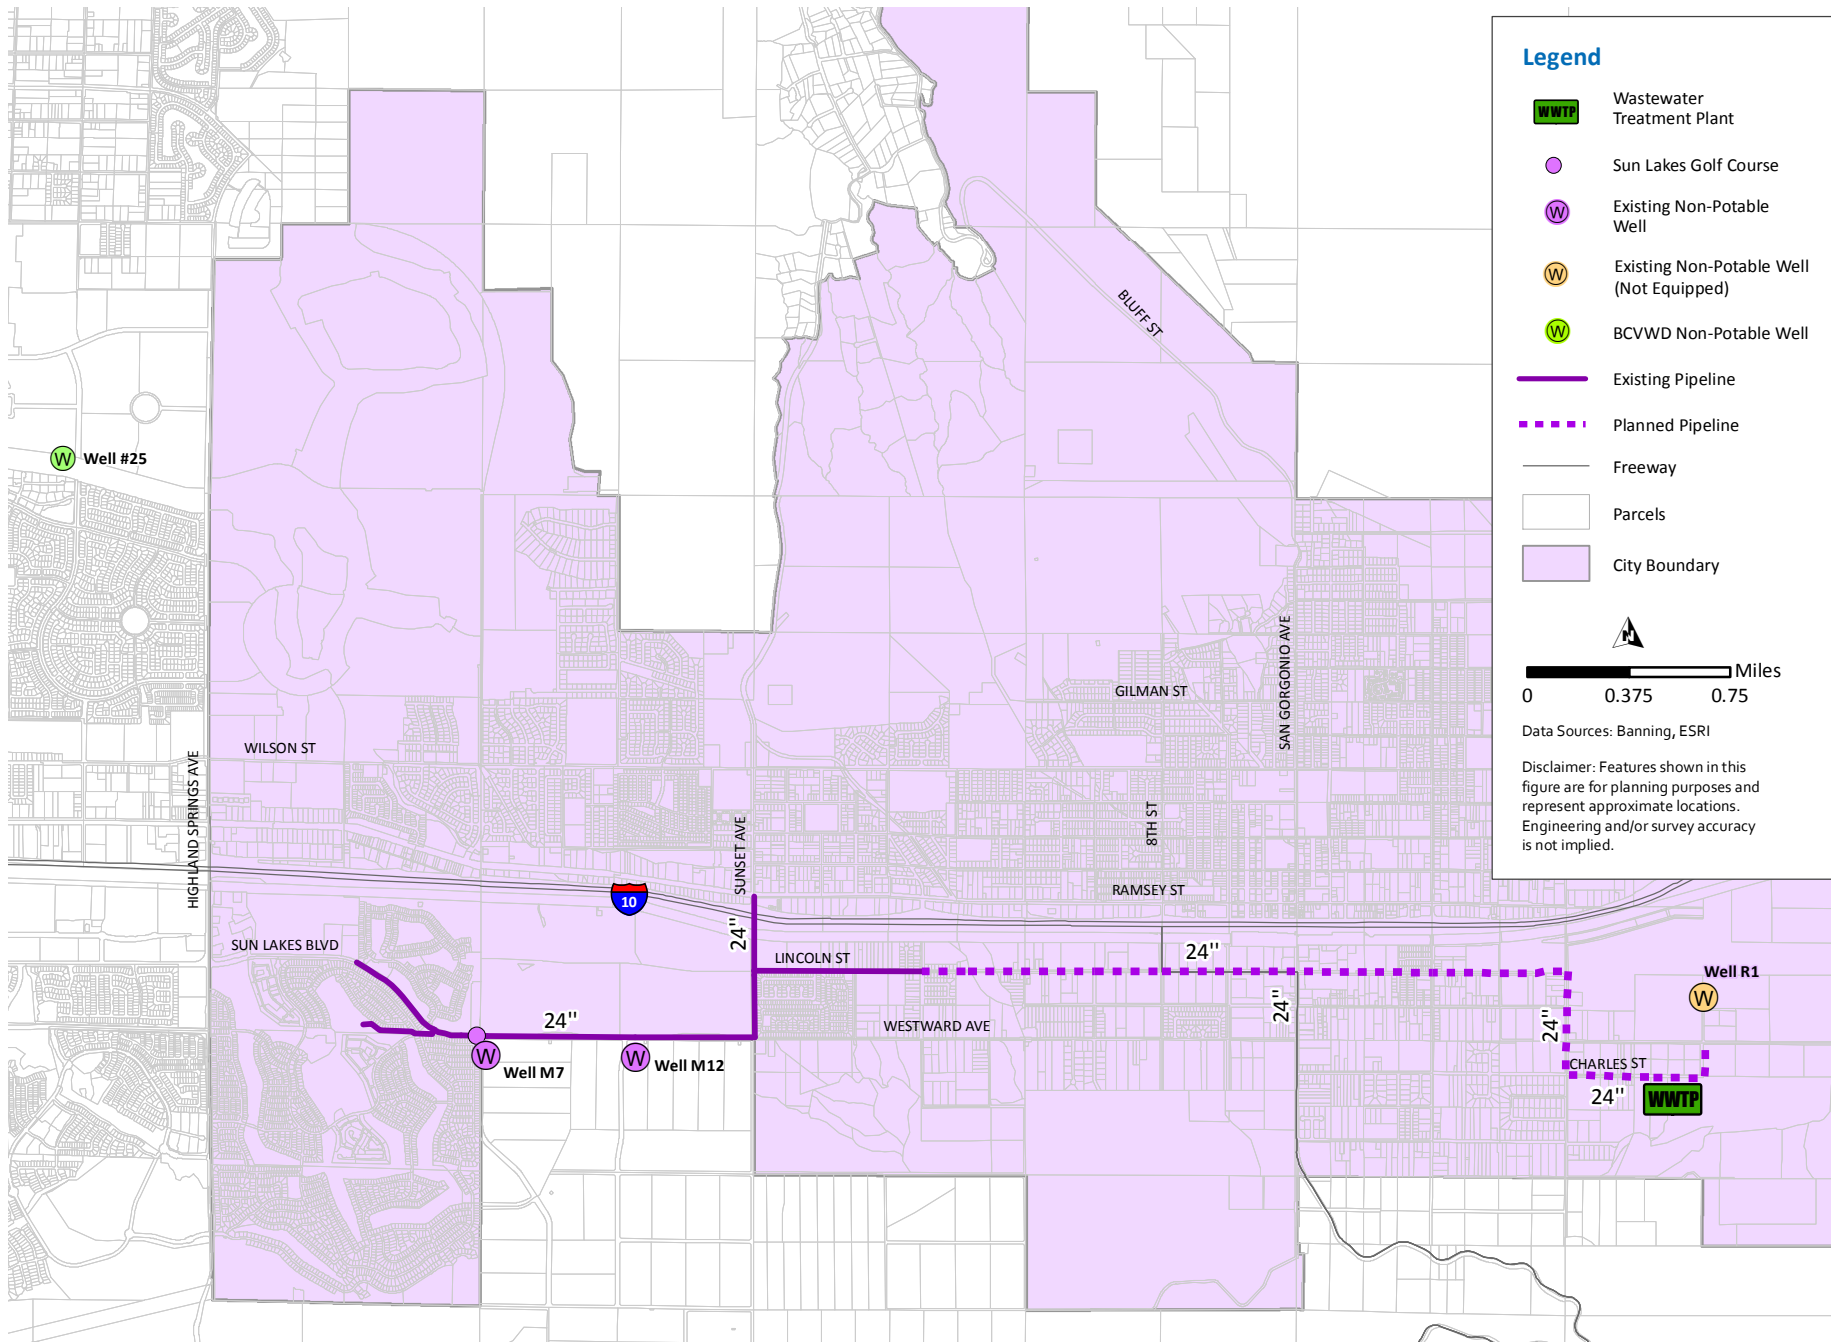 Legend
WWTP
Wastewater
Treatment Plant
Sun Lakes Golf Course
W
Existing Non-Potable
Well
W
Existing Non-Potable Well
(Not Equipped)
W
BCVWD Non-Potable Well
Existing Pipeline
Planned Pipeline
Freeway
Parcels
City Boundary
N
Miles
0 0.375 0.75
Data Sources: Banning, ESRI
Disclaimer: Features shown in this
figure are for planning purposes and
represent approximate locations.
Engineering and/or survey accuracy
is not implied.
BLUFF ST
W Well #25
SAN GORGONIO AVE
GILMAN ST
WILSON ST
HIGHLAND SPRINGS AVE
SUNSET AVE
8TH ST
RAMSEY ST
10
SUN LAKES BLVD
24"
LINCOLN ST
24"
Well R1
W
24"
WESTWARD AVE
24"
24"
W
Well M7
W
Well M12
CHARLES ST
24"
WWTP